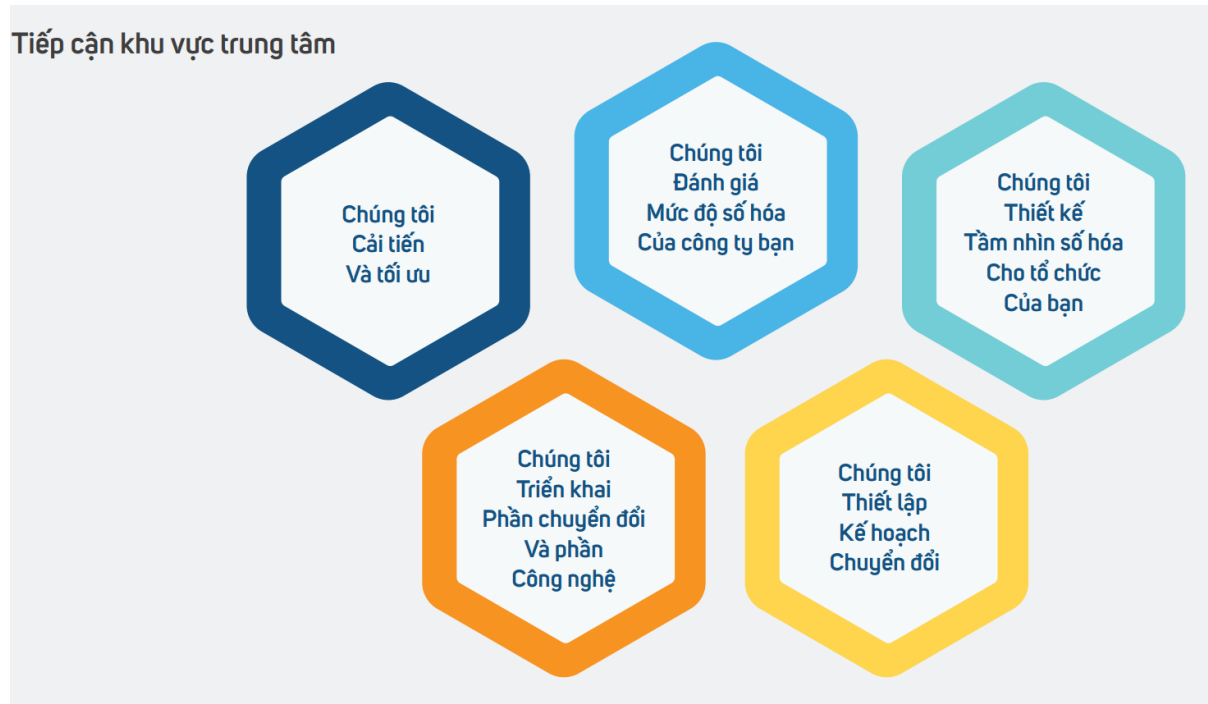 Tiếp cận khu vực trung tâm
Chúng tôi
Cải tiến
Và tối ưu
Chúng tôi
Đánh giá
Mức độ số hóa
Của công ty bạn
Chúng tôi
Thiết kế
Tầm nhìn số hóa
Cho tổ chức
Của bạn
Chúng tôi
Triển khai
Phần chuyển đổi
Và phần
Công nghệ
Chúng tôi
Thiết lập
Kế hoạch
Chuyển đổi